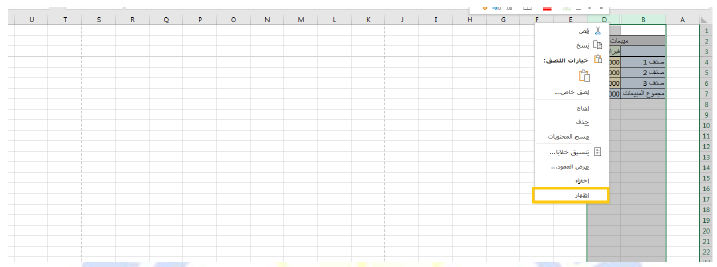 U T S R Q P O N M L K J I H G F E D B A
1
2 مبيعات
3
4 صنف 1 000
5 صنف 2 000
6 صنف 3 000
7 مجموع المبيعات 000
8
9
10
11
12
13
14
15
16
17
18
19
20
21
22
قص
نسخ
خيارات اللصق:
لصق خاص...
إدراج
حذف
مسح المحتويات
تنسيق خلايا...
عرض العمود...
إخفاء
إظهار